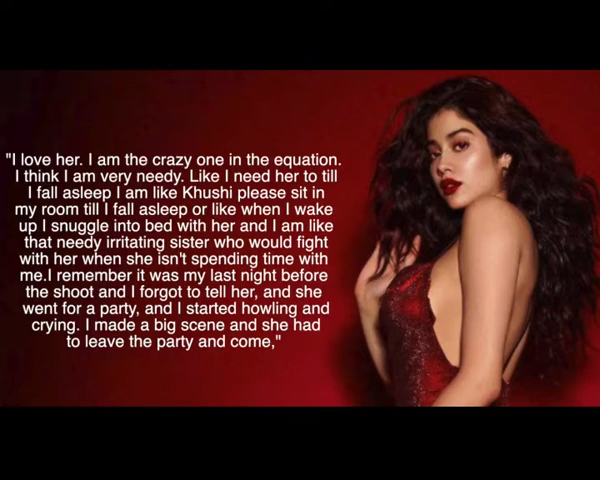 "I love her. I am the crazy one in the equation.
I think I am very needy. Like I need her to till
I fall asleep I am like Khushi please sit in
my room till I fall asleep or like when I wake
up I snuggle into bed with her and I am like
that needy irritating sister who would fight
with her when she isn't spending time with
me.I remember it was my last night before
the shoot and I forgot to tell her, and she
went for a party, and I started howling and
crying. I made a big scene and she had
to leave the party and come,"